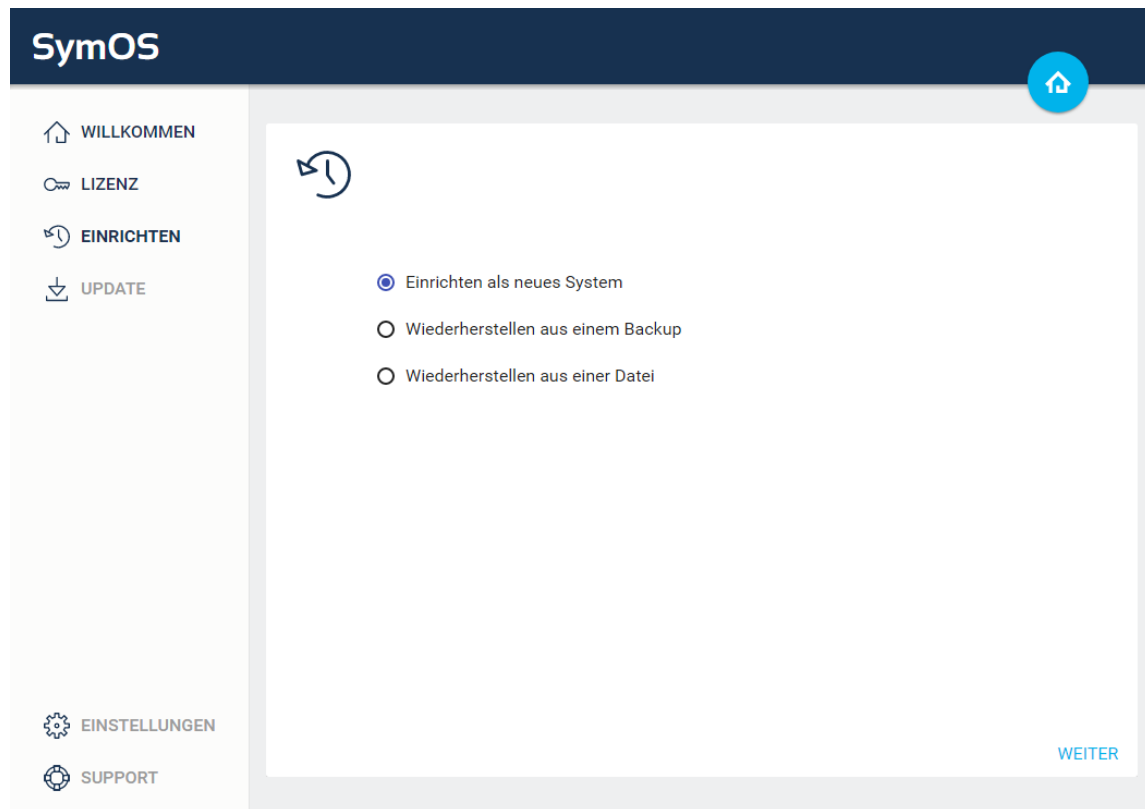 SymOS
WILLKOMMEN
LIZENZ
EINRICHTEN
UPDATE
Einrichten als neues System
Wiederherstellen aus einem Backup
Wiederherstellen aus einer Datei
EINSTELLUNGEN
SUPPORT
WEITER